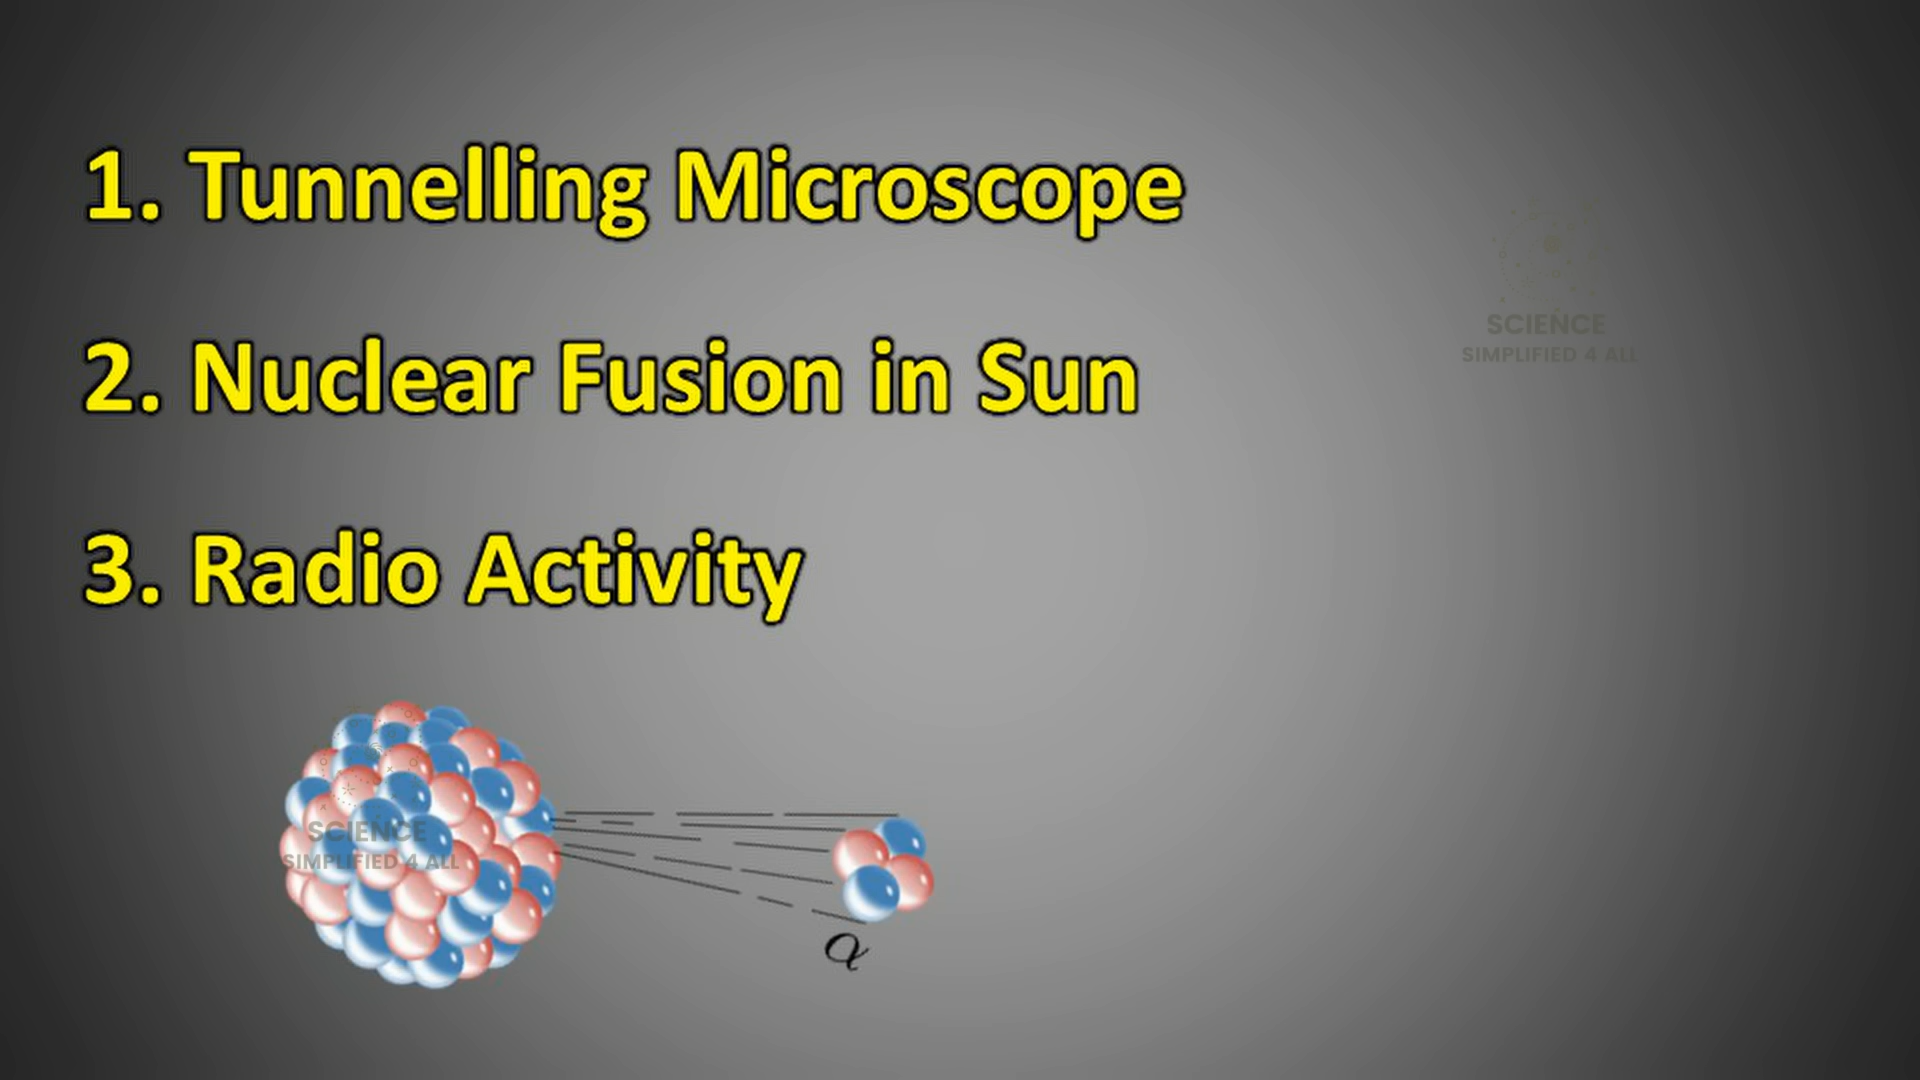 1. Tunnelling Microscope
SCIENCE
SIMPLIFIED 4 ALL
2. Nuclear Fusion in Sun
3. Radio Activity
SCIENCE
SIMPLIFIED 4 ALL
α